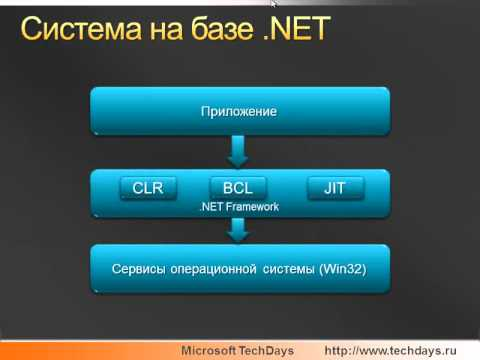 Система на базе .NET
Приложение
CLR BCL JIT
.NET Framework
Сервисы операционной системы (Win32)
Microsoft TechDays http://www.techdays.ru